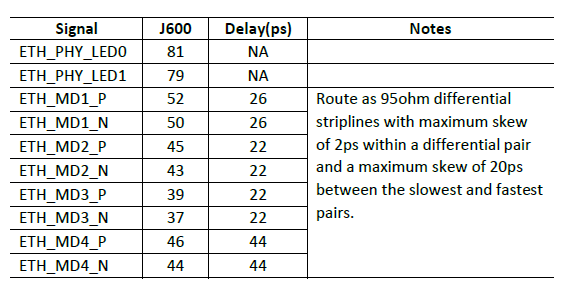 Signal J600 Delay(ps) Notes
ETH_PHY_LED0 81 NA
ETH_PHY_LED1 79 NA
ETH_MD1_P 52 26 Route as 95ohm differential
ETH_MD1_N 50 26 striplines with maximum skew
ETH_MD2_P 45 22 of 2ps within a differential pair
ETH_MD2_N 43 22 and a maximum skew of 20ps
ETH_MD3_P 39 22 between the slowest and fastest
ETH_MD3_N 37 22 pairs.
ETH_MD4_P 46 44
ETH_MD4_N 44 44